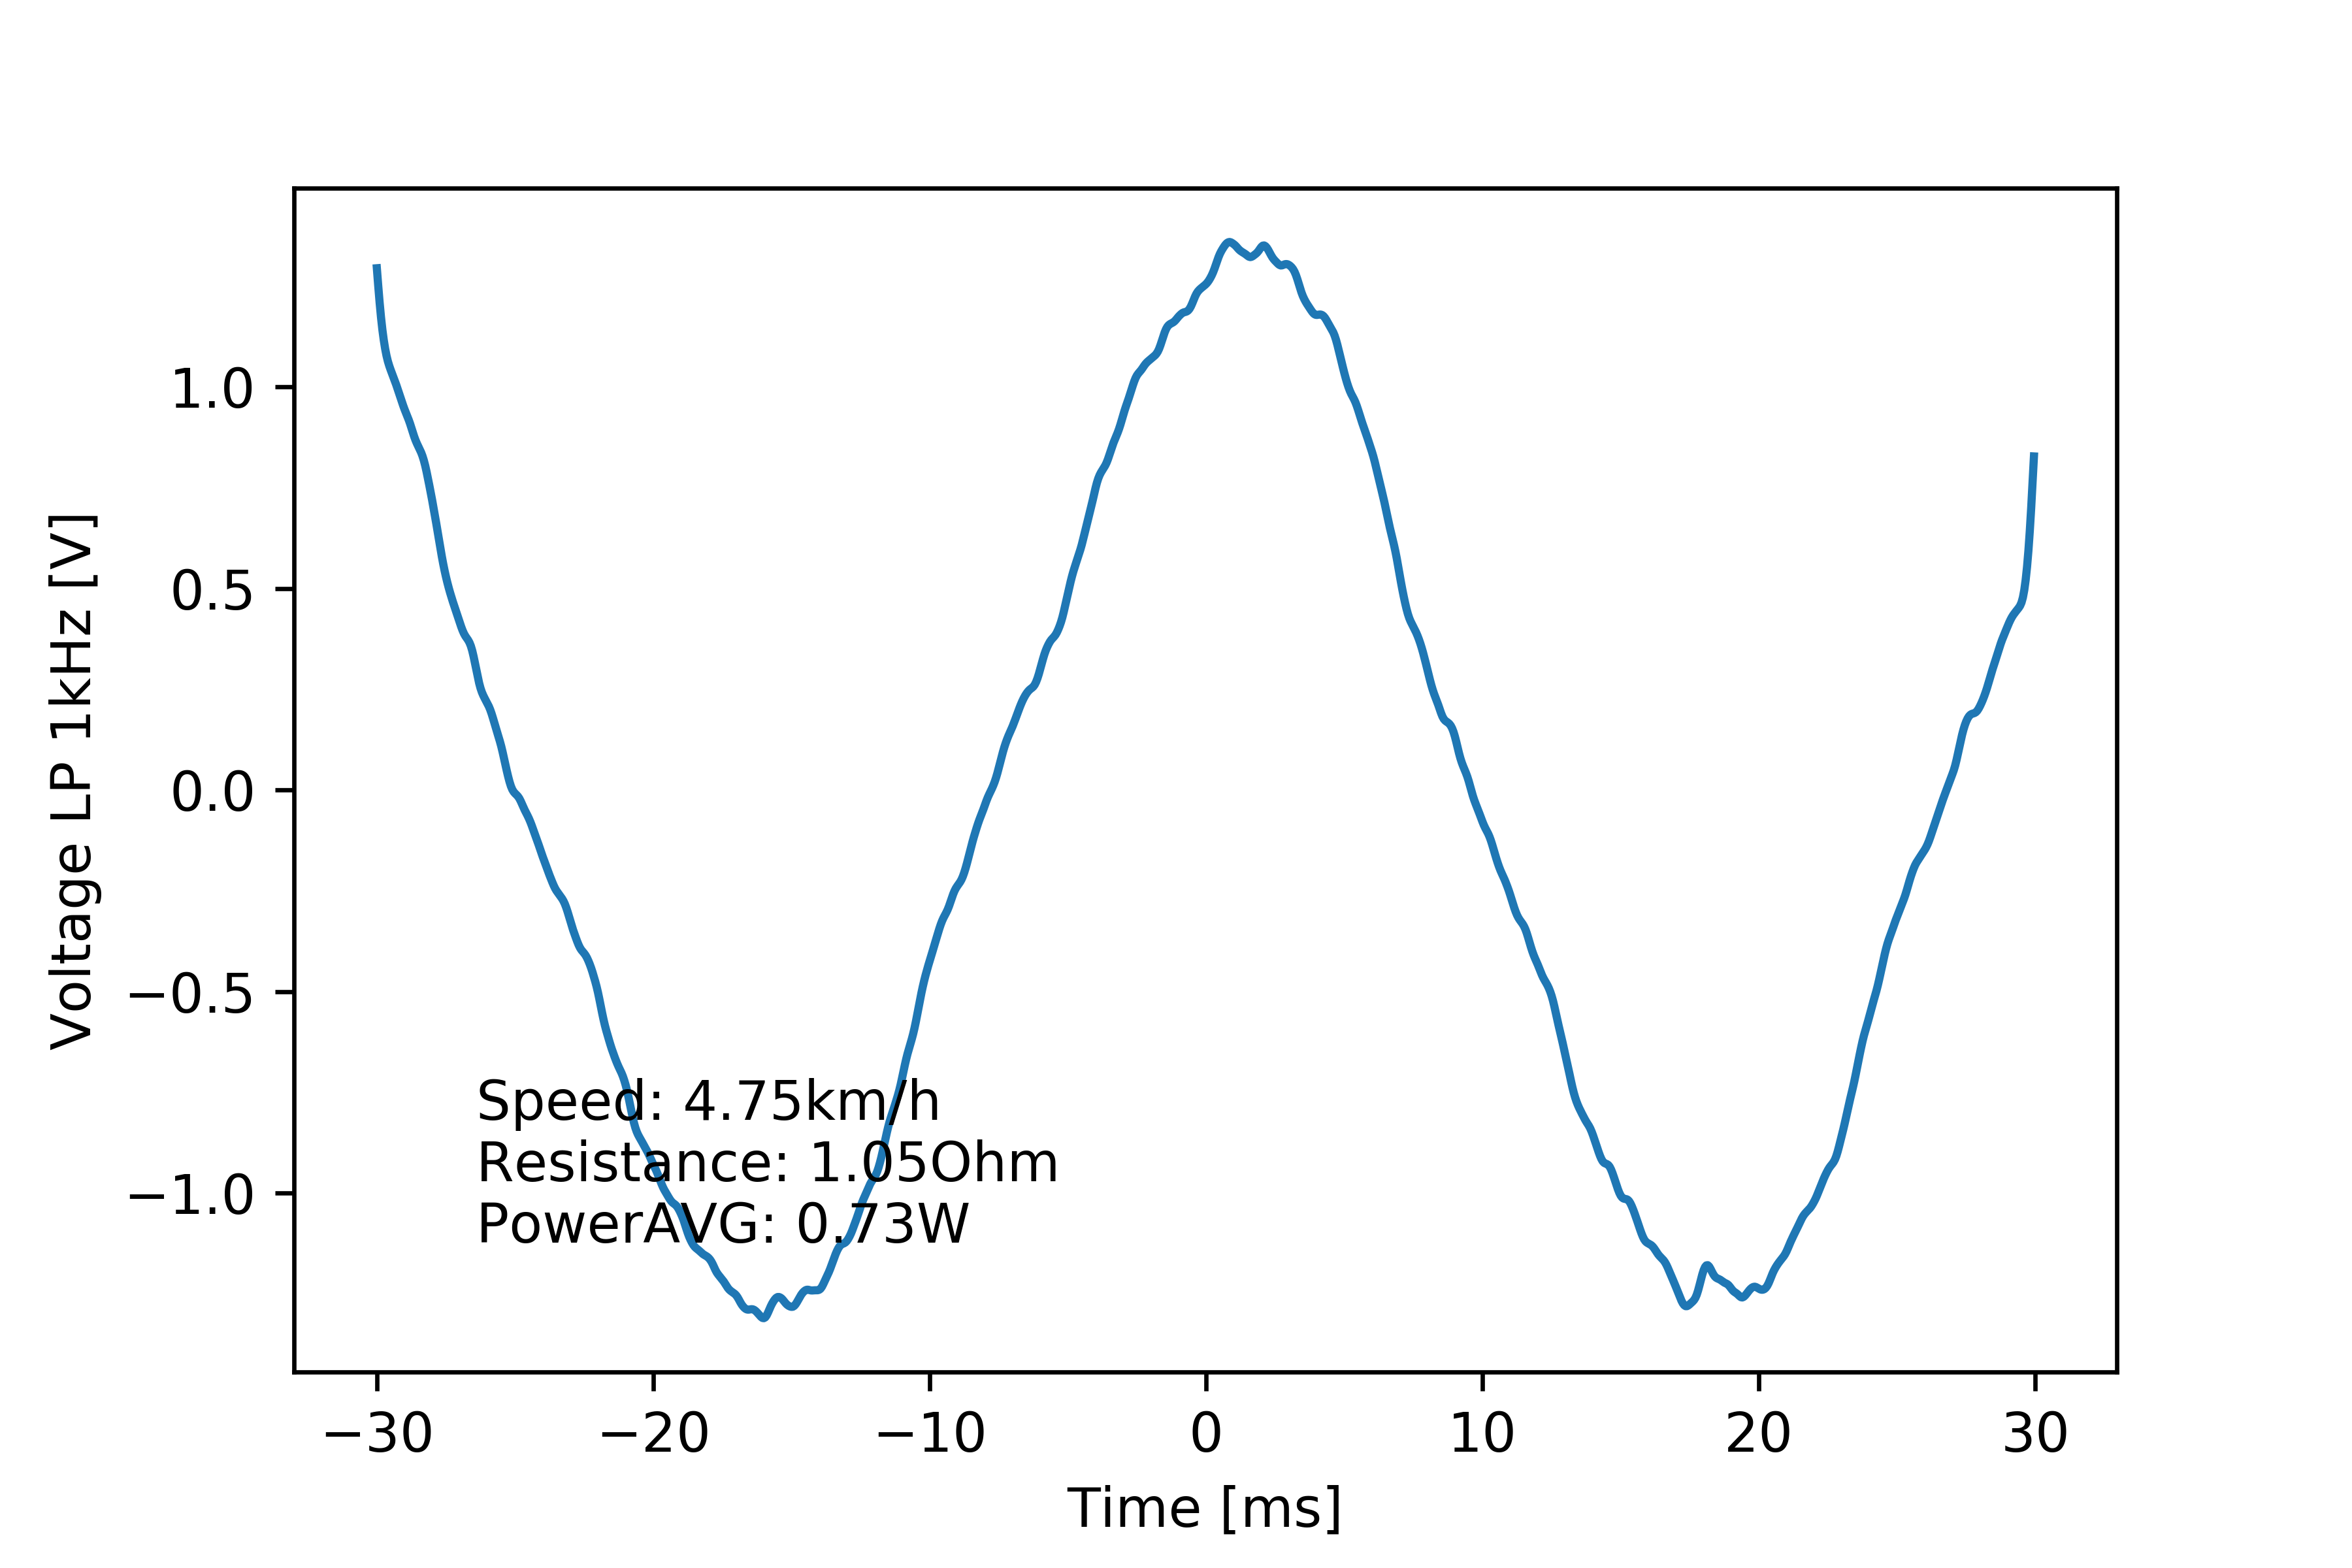 Voltage LP 1kHz [V]
1.0
0.5
0.0
−0.5
−1.0
Speed: 4.75km/h
Resistance: 1.05Ohm
PowerAVG: 0.73W
−30 −20 −10 0 10 20 30
Time [ms]